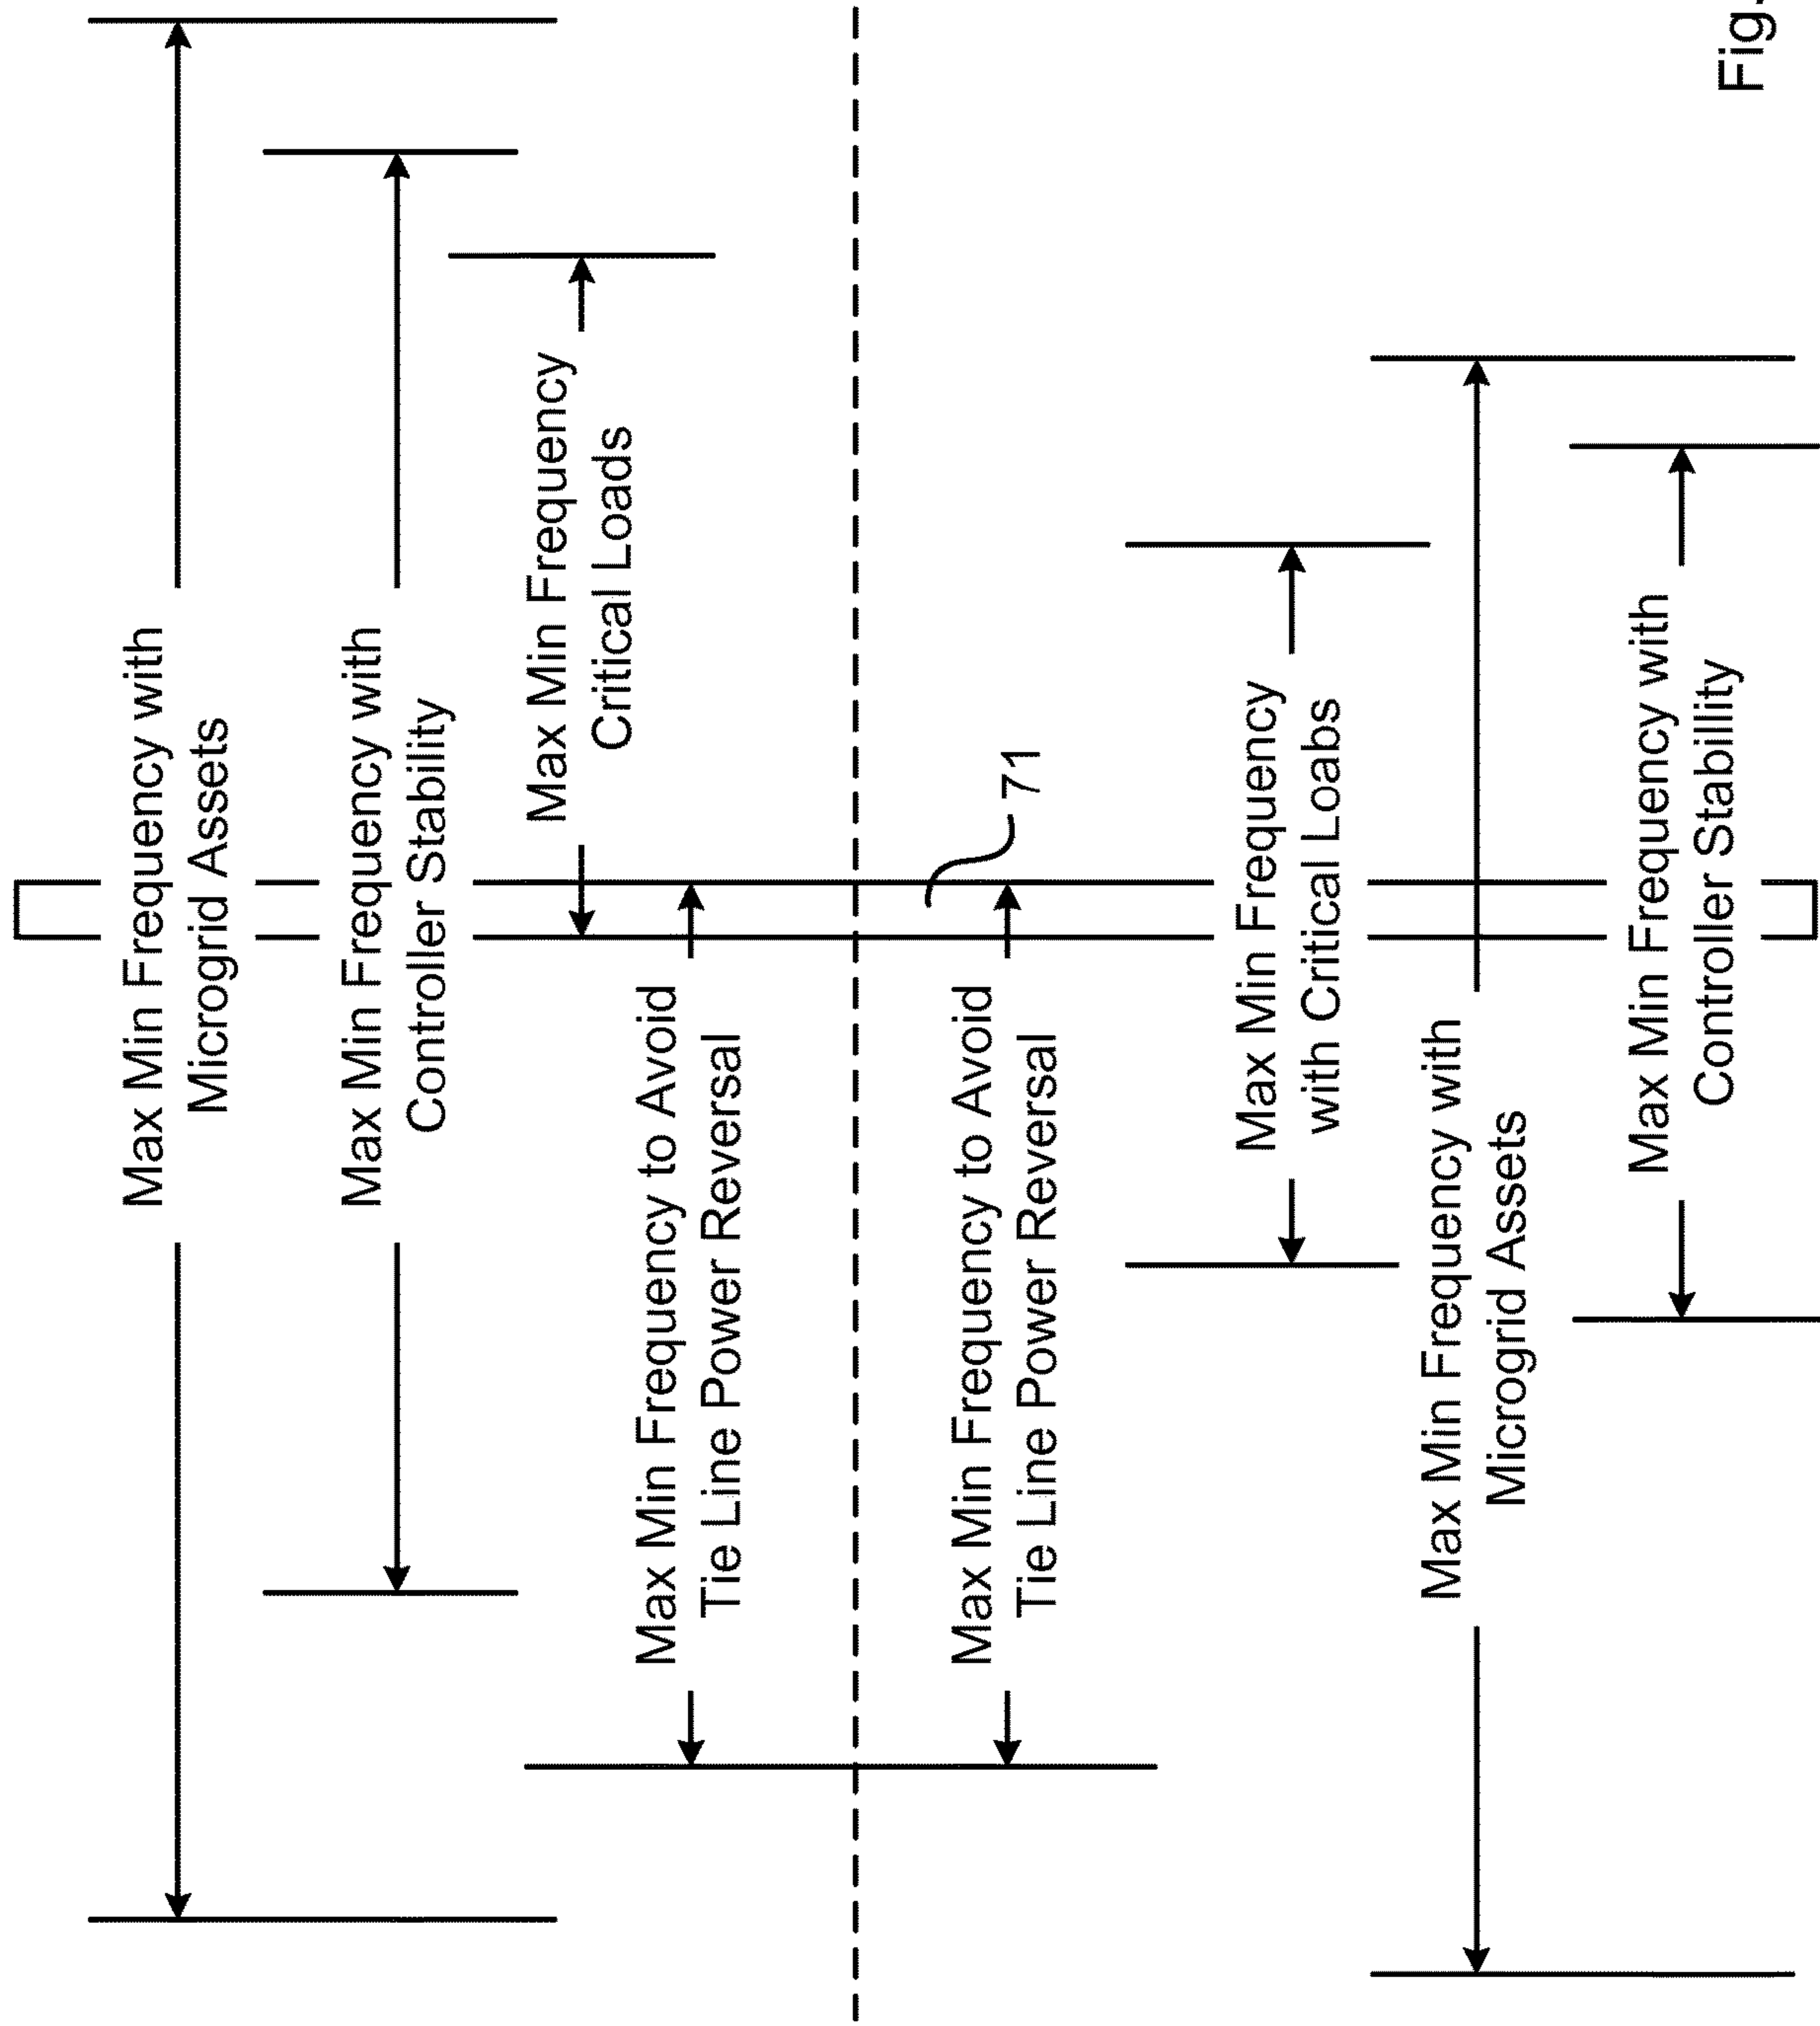 Max Min Frequency with
Microgrid Assets
Max Min Frequency with
Controller Stability
Max Min Frequency
Critical Loads
Max Min Frequency to Avoid
Tie Line Power Reversal
71
Max Min Frequency to Avoid
Tie Line Power Reversal
Max Min Frequency
with Critical Loabs
Max Min Frequency with
Microgrid Assets
Max Min Frequency with
Controller Stabillity
Fig.